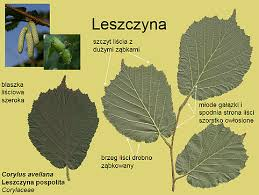 Leszczyna
szczyt liścia z
dużymi ząbkami
blaszka
liściowa
szeroka
młode gałązki i
spodnia strona liści
szorstko owłosione
brzeg liści drobno
ząbkowany
Corylus avellana
Leszczyna pospolita
Corylaceae